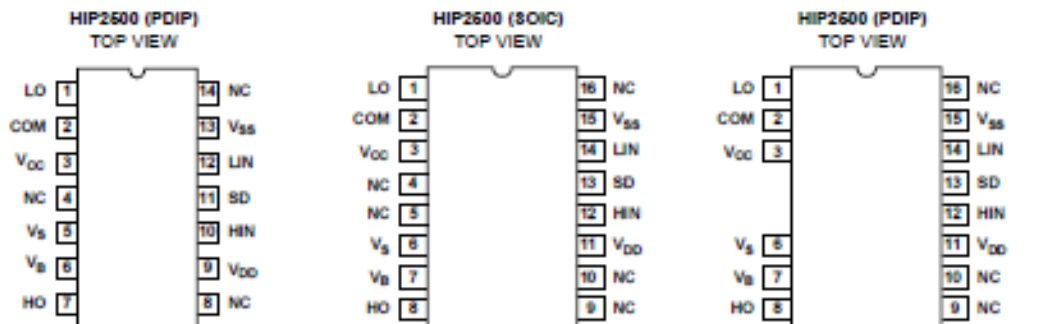 HIP2500 (PDIP)
TOP VIEW
LO 1
COM 2
VCC 3
NC 4
VS 5
VB 6
HO 7
14 NC
13 VSS
12 LIN
11 SD
10 HIN
9 VDD
8 NC
HIP2500 (SOIC)
TOP VIEW
LO 1
COM 2
VCC 3
NC 4
NC 5
VS 6
VB 7
HO 8
16 NC
15 VSS
14 LIN
13 SD
12 HIN
11 VDD
10 NC
9 NC
HIP2500 (PDIP)
TOP VIEW
LO 1
COM 2
VCC 3
VS 6
VB 7
HO 8
16 NC
15 VSS
14 LIN
13 SD
12 HIN
11 VDD
10 NC
9 NC